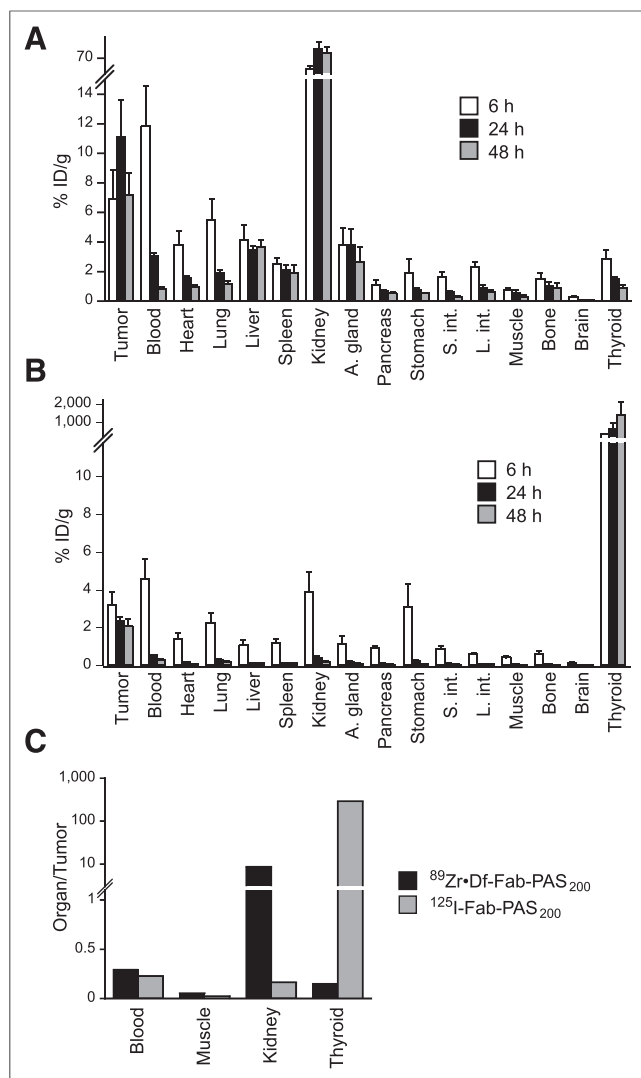 A
70
14
12
10
8
6
4
2
0
% ID/g
6 h
24 h
48 h
Tumor
Blood
Heart
Lung
Liver
Spleen
Kidney
A. gland
Pancreas
Stomach
S. int.
L. int.
Muscle
Bone
Brain
Thyroid
B
2,000
1,000
10
8
6
4
2
0
% ID/g
6 h
24 h
48 h
Tumor
Blood
Heart
Lung
Liver
Spleen
Kidney
A. gland
Pancreas
Stomach
S. int.
L. int.
Muscle
Bone
Brain
Thyroid
C
1,000
100
10
1
0.5
0
Organ/Tumor
⁸⁹Zr•Df-Fab-PAS₂₀₀
¹²⁵I-Fab-PAS₂₀₀
Blood
Muscle
Kidney
Thyroid